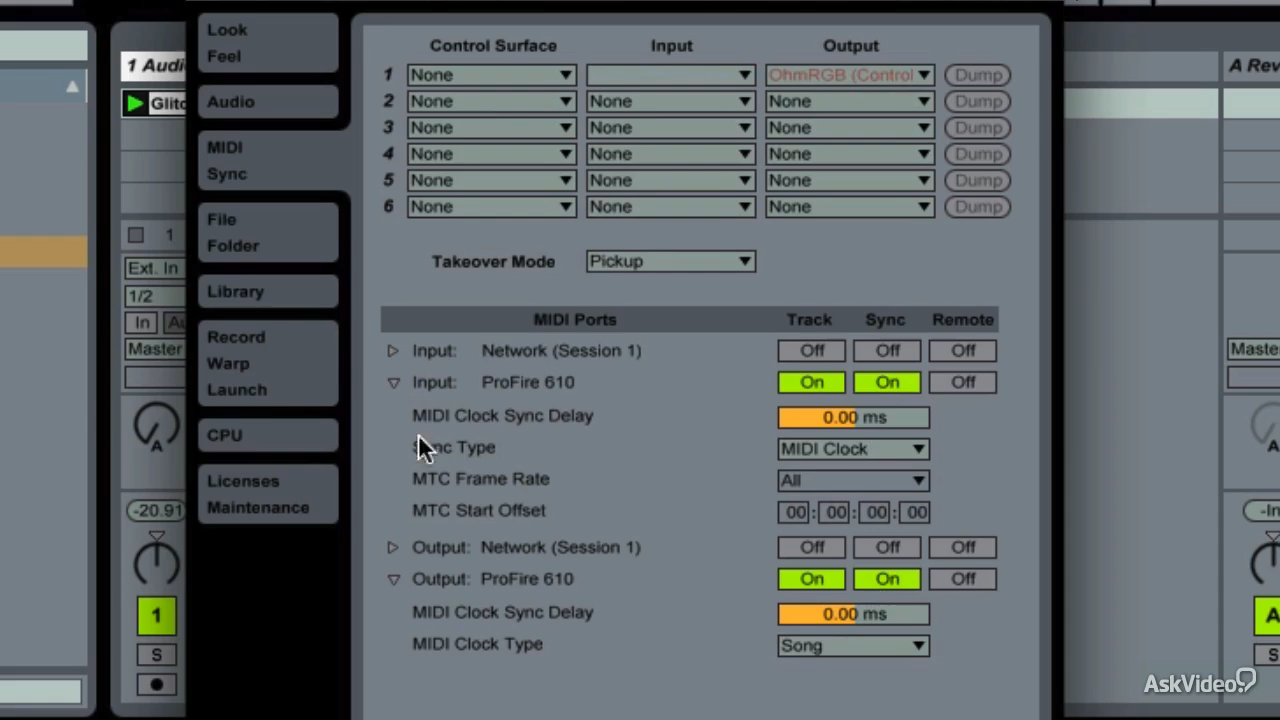 1 Audi
Glitc
1
Ext. In
1/2
In Au
Master
A
-20.91
1
S
Look
Feel
Audio
MIDI
Sync
File
Folder
Library
Record
Warp
Launch
CPU
Licenses
Maintenance
Control Surface Input Output
1 None OhmRGB (Control Dump
2 None None None Dump
3 None None None Dump
4 None None None Dump
5 None None None Dump
6 None None None Dump
Takeover Mode Pickup
MIDI Ports Track Sync Remote
Input: Network (Session 1) Off Off Off
Input: ProFire 610 On On Off
MIDI Clock Sync Delay 0.00 ms
Type MIDI Clock
MTC Frame Rate All
MTC Start Offset 00:00:00:00
Output: Network (Session 1) Off Off Off
Output: ProFire 610 On On Off
MIDI Clock Sync Delay 0.00 ms
MIDI Clock Type Song
A Rev
Maste
A
-In
A
S
AskVideo